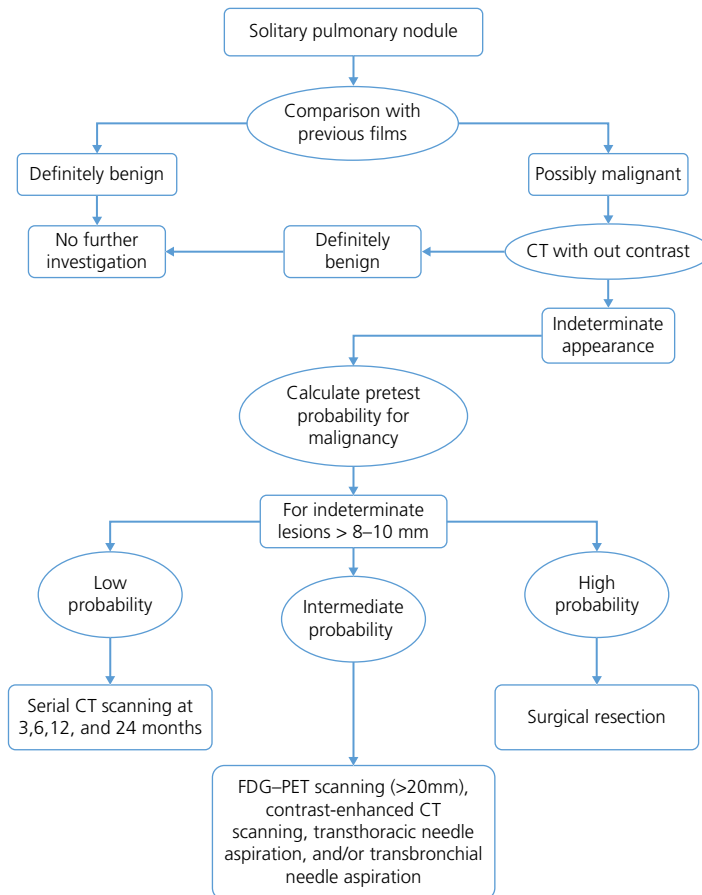 Solitary pulmonary nodule
Comparison with
previous films
Definitely benign
Possibly malignant
No further
investigation
Definitely
benign
CT with out contrast
Indeterminate
appearance
Calculate pretest
probability for
malignancy
For indeterminate
lesions > 8–10 mm
Low
probability
Intermediate
probability
High
probability
Serial CT scanning at
3,6,12, and 24 months
Surgical resection
FDG–PET scanning (>20mm),
contrast-enhanced CT
scanning, transthoracic needle
aspiration, and/or transbronchial
needle aspiration